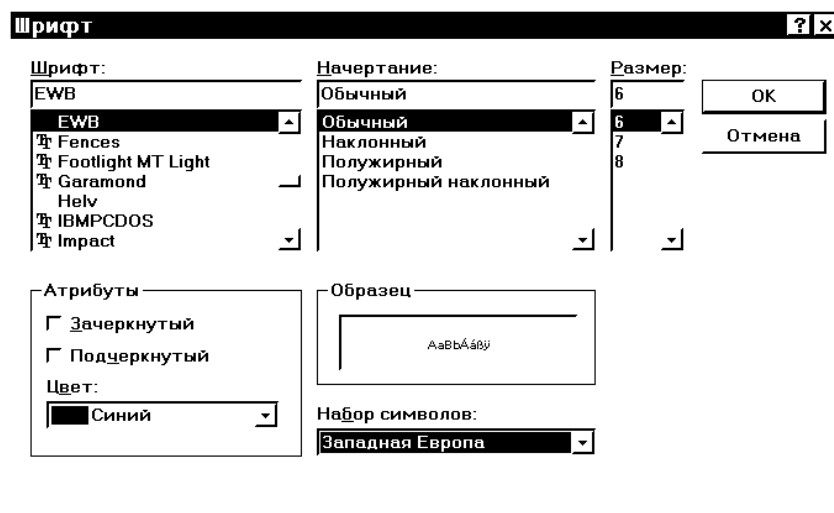 Шрифт
Шрифт: Начертание: Размер:
EWB Обычный 6 OK
EWB Обычный 6
Fences Наклонный 7 Отмена
Footlight MT Light Полужирный 8
Garamond Полужирный наклонный
Helv
IBMPCDOS
Impact
Атрибуты Образец
Зачеркнутый
AaBbÁáßÿ
Подчеркнутый
Цвет:
Синий Набор символов:
Западная Европа